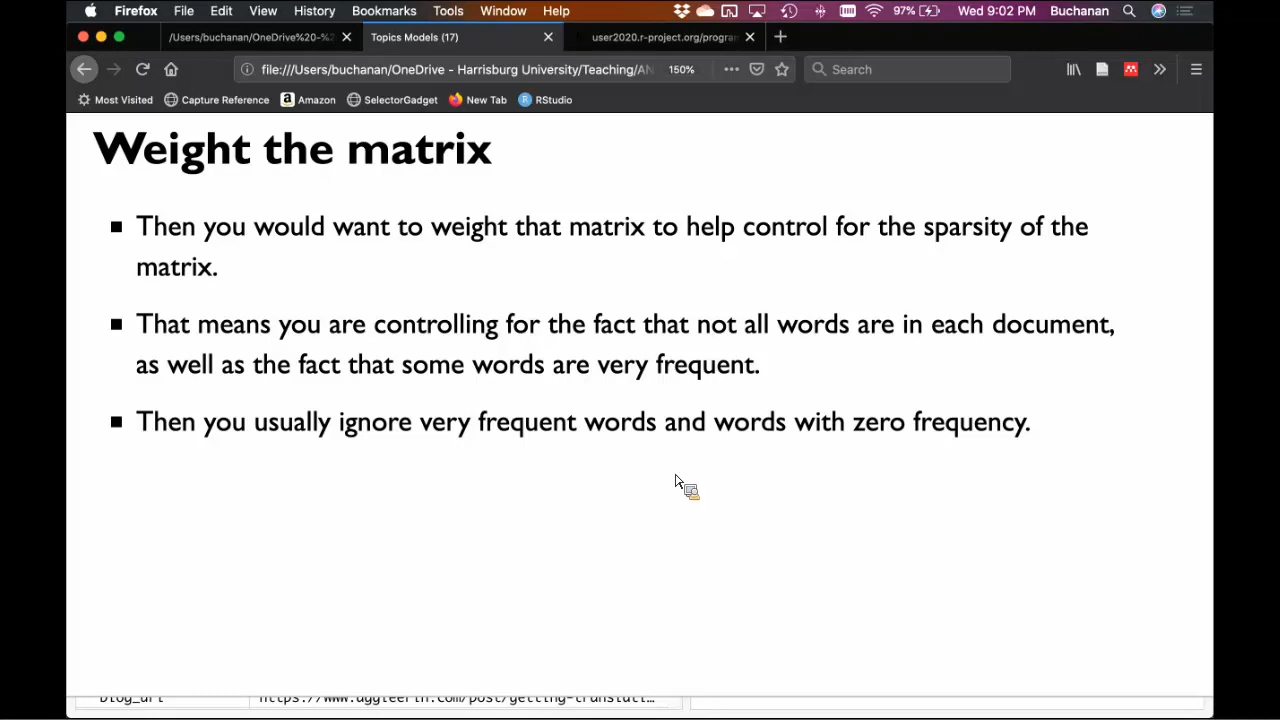 Firefox File Edit View History Bookmarks Tools Window Help 97% Wed 9:02 PM Buchanan
/Users/buchanan/OneDrive%20-%2 Topics Models (17) user2020.r-project.org/progran
file:///Users/buchanan/OneDrive - Harrisburg University/Teaching/AN 150% Search
Most Visited Capture Reference Amazon SelectorGadget New Tab RStudio
Weight the matrix
Then you would want to weight that matrix to help control for the sparsity of the
matrix.
That means you are controlling for the fact that not all words are in each document,
as well as the fact that some words are very frequent.
Then you usually ignore very frequent words and words with zero frequency.